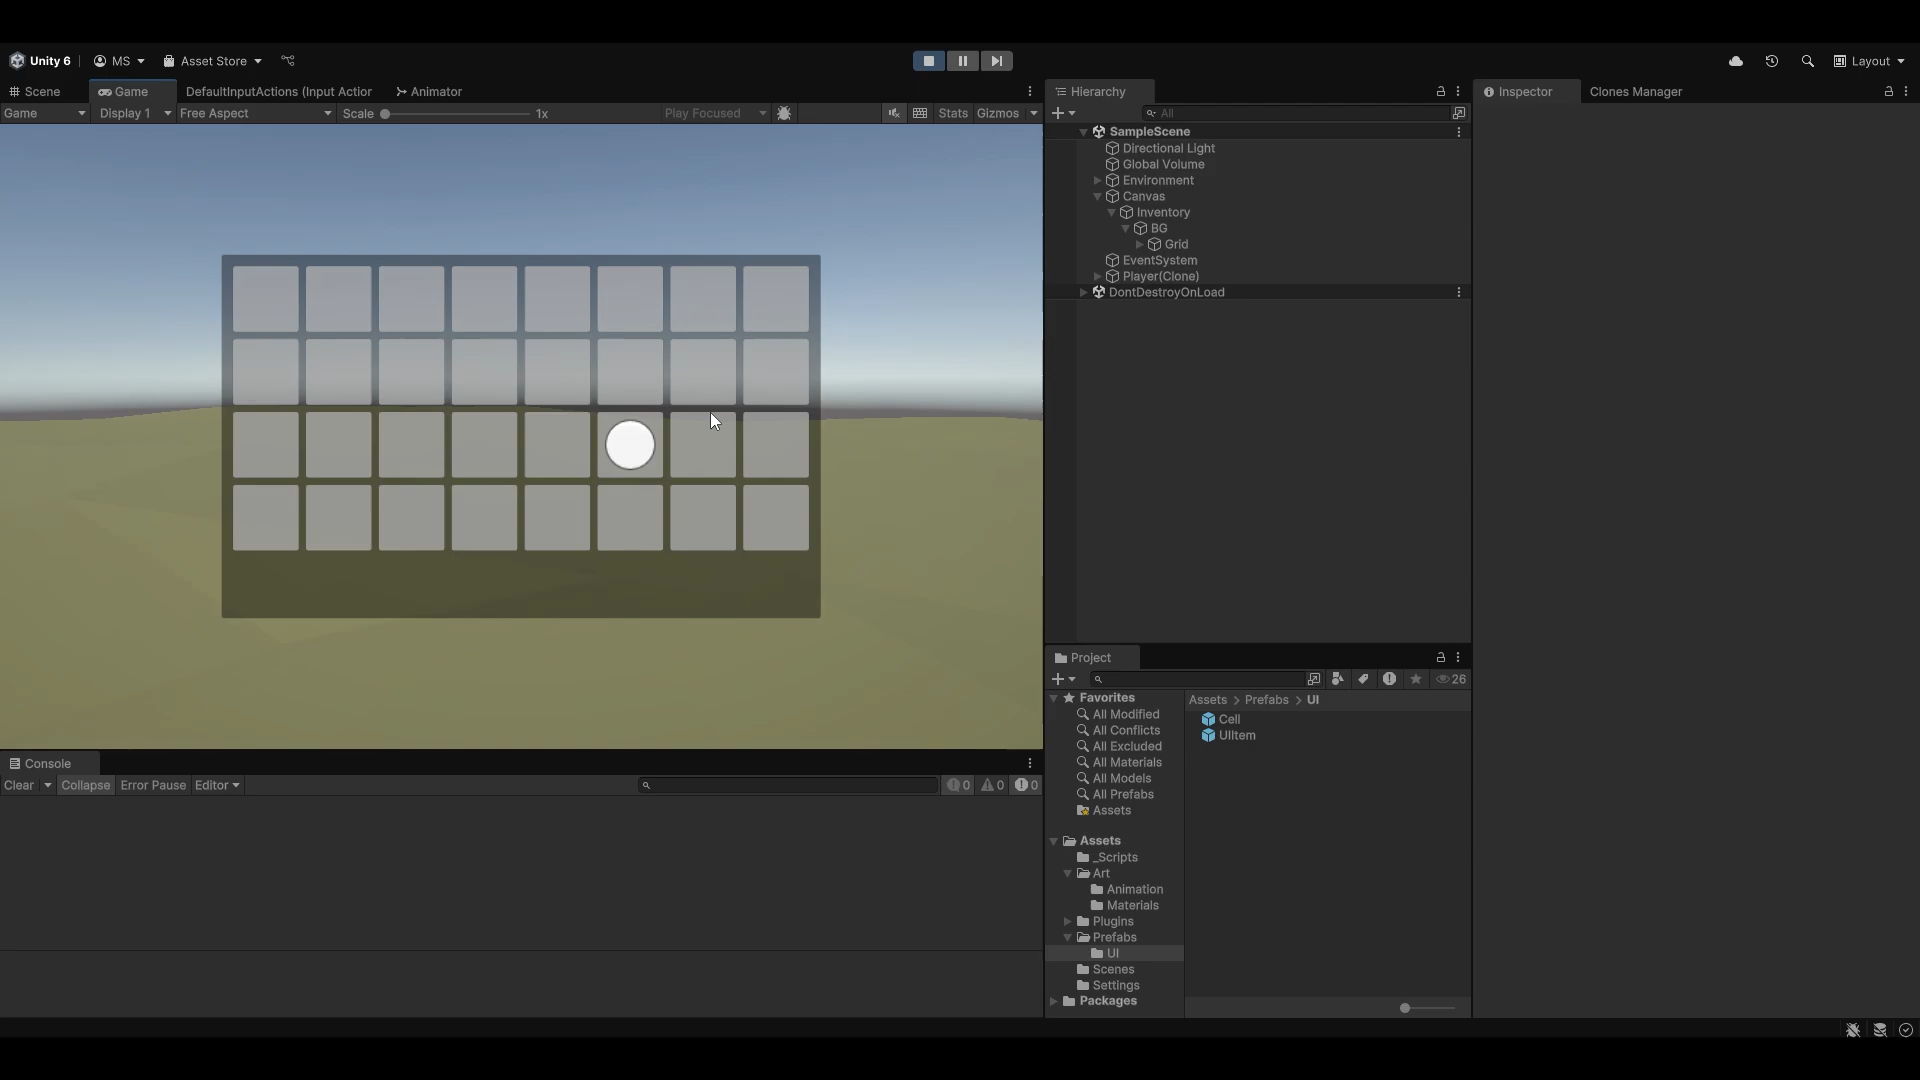 Unity 6
MS
Asset Store
Layout
Scene
Game
DefaultInputActions (Input Action
Animator
Hierarchy
Inspector
Clones Manager
Game
Display 1
Free Aspect
Scale
1x
Play Focused
Stats
Gizmos
All
SampleScene
Directional Light
Global Volume
Environment
Canvas
Inventory
BG
Grid
EventSystem
Player(Clone)
DontDestroyOnLoad
Project
26
Favorites
All Modified
All Conflicts
All Excluded
All Materials
All Models
All Prefabs
Assets
Assets
_Scripts
Art
Animation
Materials
Plugins
Prefabs
UI
Scenes
Settings
Packages
Assets > Prefabs > UI
Cell
UIItem
Console
Clear
Collapse
Error Pause
Editor
0
0
0